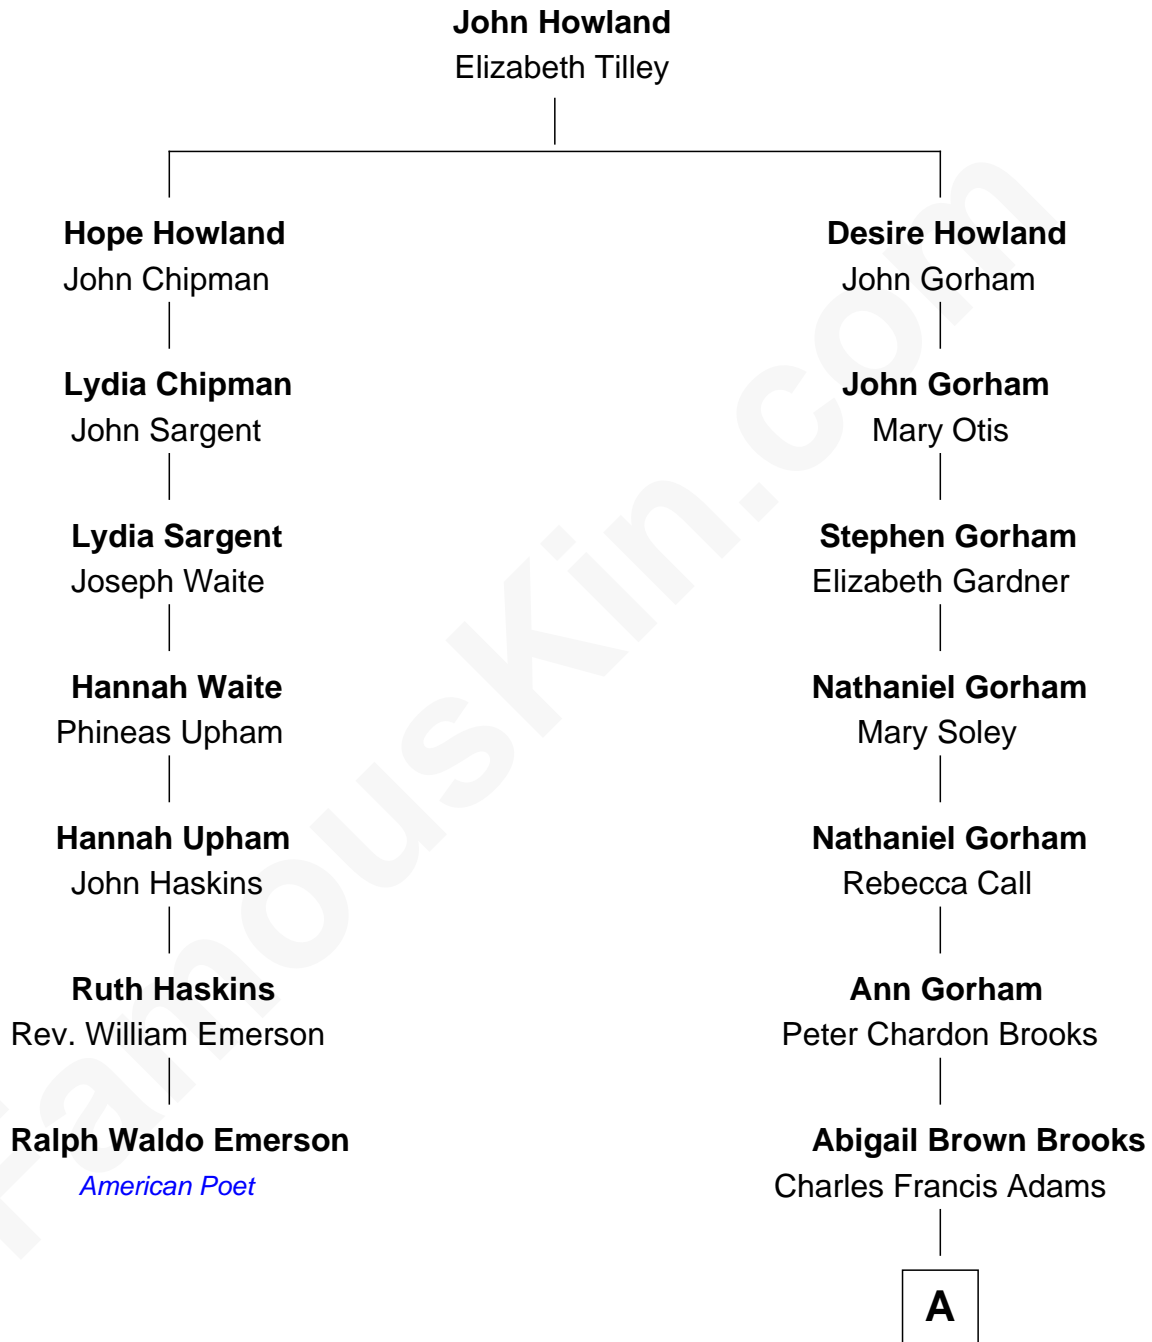 John Howland
Elizabeth Tilley
Hope Howland
John Chipman
Lydia Chipman
John Sargent
Lydia Sargent
Joseph Waite
Hannah Waite
Phineas Upham
Hannah Upham
John Haskins
Ruth Haskins
Rev. William Emerson
Ralph Waldo Emerson
American Poet
Desire Howland
John Gorham
John Gorham
Mary Otis
Stephen Gorham
Elizabeth Gardner
Nathaniel Gorham
Mary Soley
Nathaniel Gorham
Rebecca Call
Ann Gorham
Peter Chardon Brooks
Abigail Brown Brooks
Charles Francis Adams
A
FamousKin.com